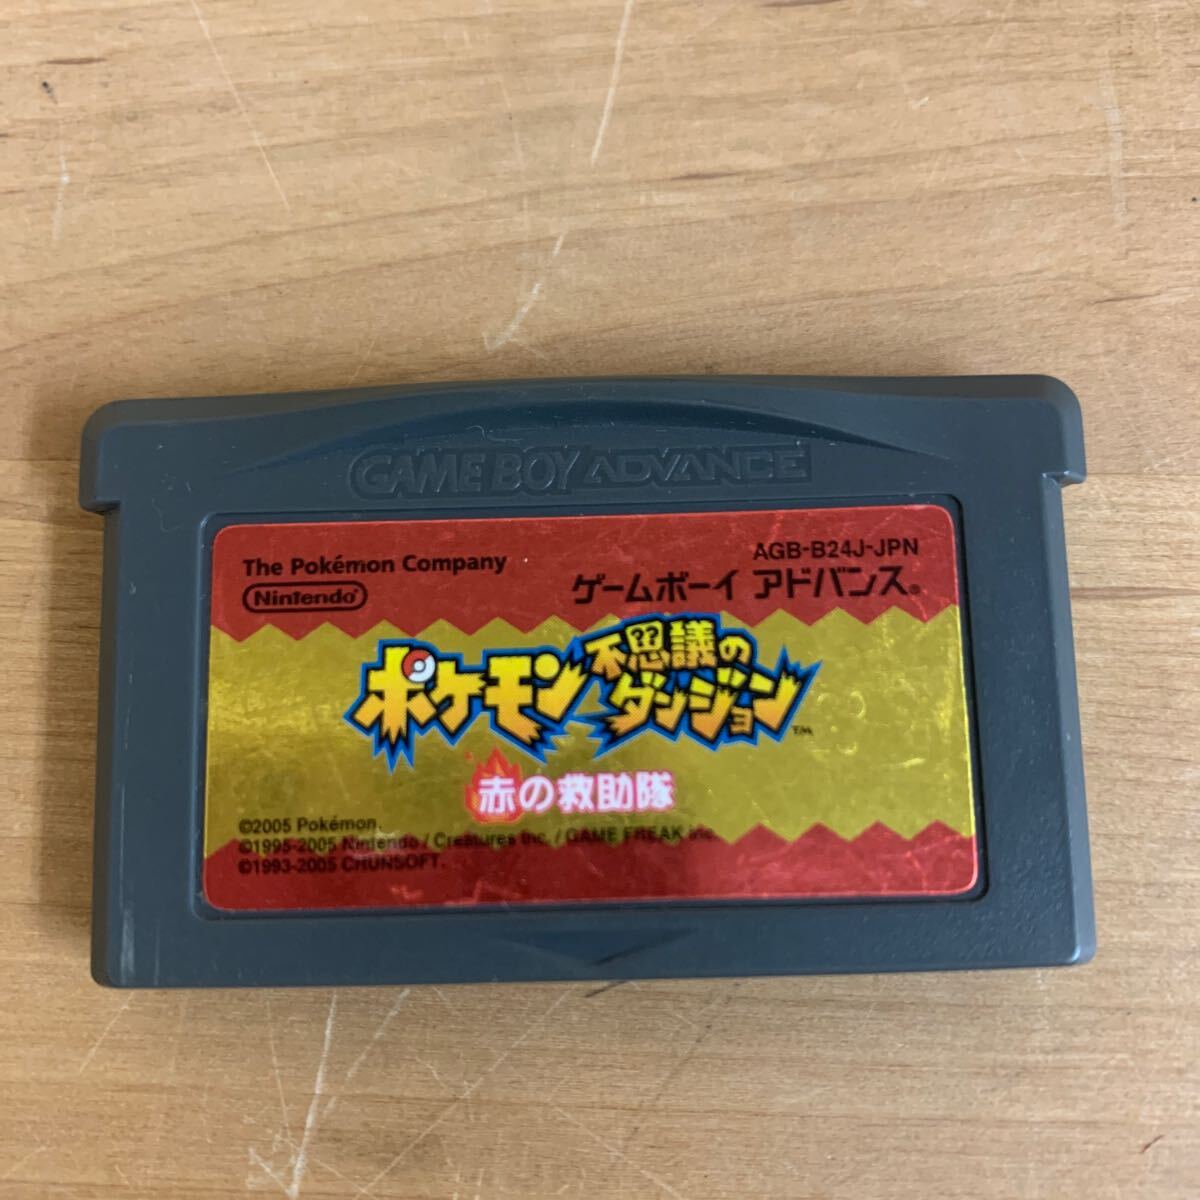 GAME BOY ADVANCE
The Pokémon Company
Nintendo
AGB-B24J-JPN
ゲームボーイ アドバンス®
ポケモン不思議の
ダンジョン™
赤の救助隊
©2005 Pokémon.
©1995-2005 Nintendo / Creatures Inc. / GAME FREAK inc.
©1993-2005 CHUNSOFT.